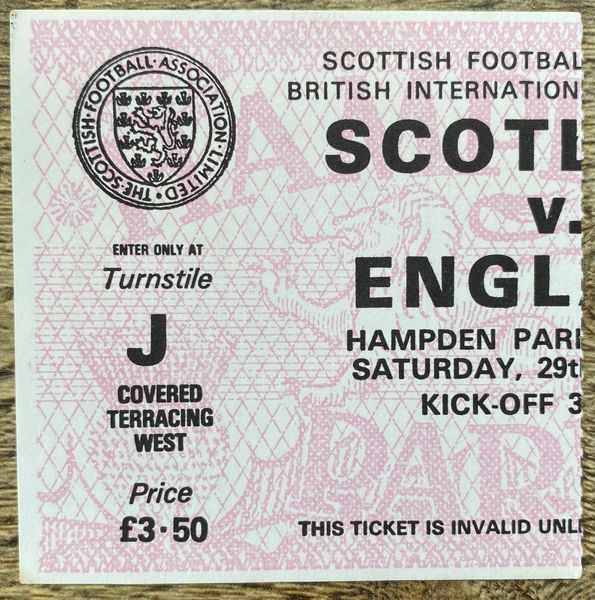 THE·SCOTTISH·FOOTBALL·ASSOCIATION·LIMITED·
SCOTTISH FOOTBAL
BRITISH INTERNATION
SCOTL
v.
ENGL
HAMPDEN PAR
SATURDAY, 29t
KICK-OFF 3
ENTER ONLY AT
Turnstile
J
COVERED
TERRACING
WEST
Price
£3·50
THIS TICKET IS INVALID UNL